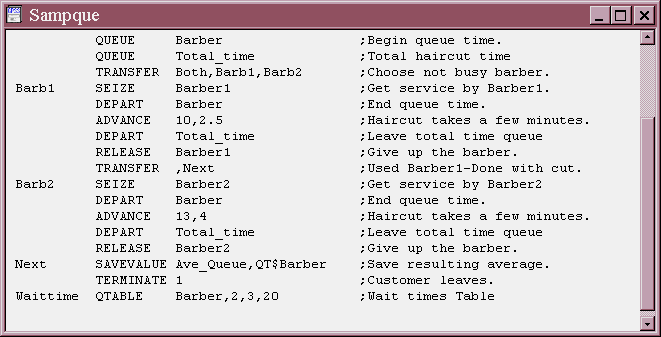 Sampque
QUEUE Barber ;Begin queue time.
QUEUE Total_time ;Total haircut time
TRANSFER Both,Barb1,Barb2 ;Choose not busy barber.
Barb1 SEIZE Barber1 ;Get service by Barber1.
DEPART Barber ;End queue time.
ADVANCE 10,2.5 ;Haircut takes a few minutes.
DEPART Total_time ;Leave total time queue
RELEASE Barber1 ;Give up the barber.
TRANSFER ,Next ;Used Barber1-Done with cut.
Barb2 SEIZE Barber2 ;Get service by Barber2
DEPART Barber ;End queue time.
ADVANCE 13,4 ;Haircut takes a few minutes.
DEPART Total_time ;Leave total time queue
RELEASE Barber2 ;Give up the barber.
Next SAVEVALUE Ave_Queue,QT$Barber ;Save resulting average.
TERMINATE 1 ;Customer leaves.
Waittime QTABLE Barber,2,3,20 ;Wait times Table